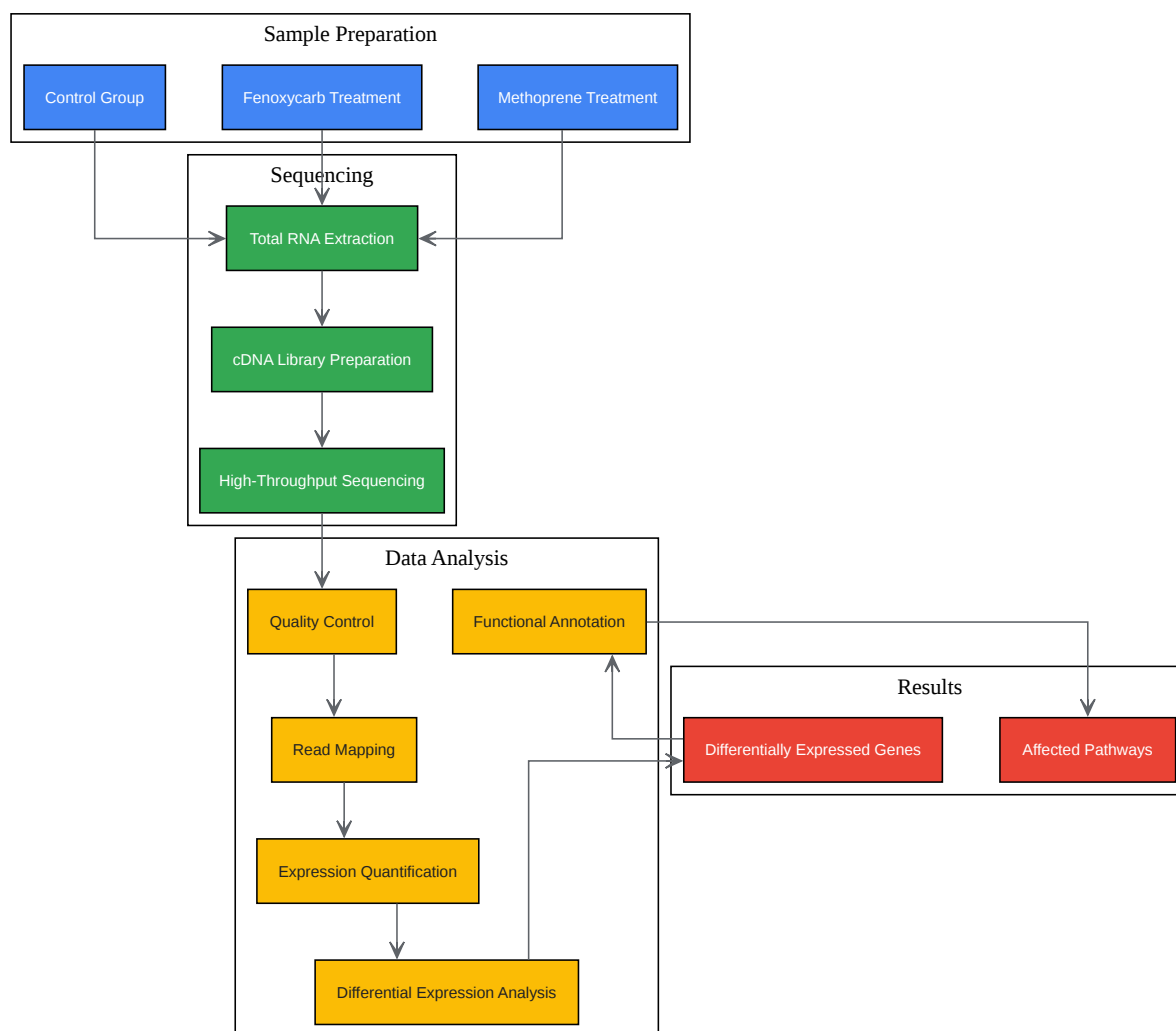 Sample Preparation
Control Group
Fenoxycarb Treatment
Methoprene Treatment
Sequencing
Total RNA Extraction
cDNA Library Preparation
High-Throughput Sequencing
Data Analysis
Quality Control
Functional Annotation
Results
Read Mapping
Differentially Expressed Genes
Affected Pathways
Expression Quantification
Differential Expression Analysis